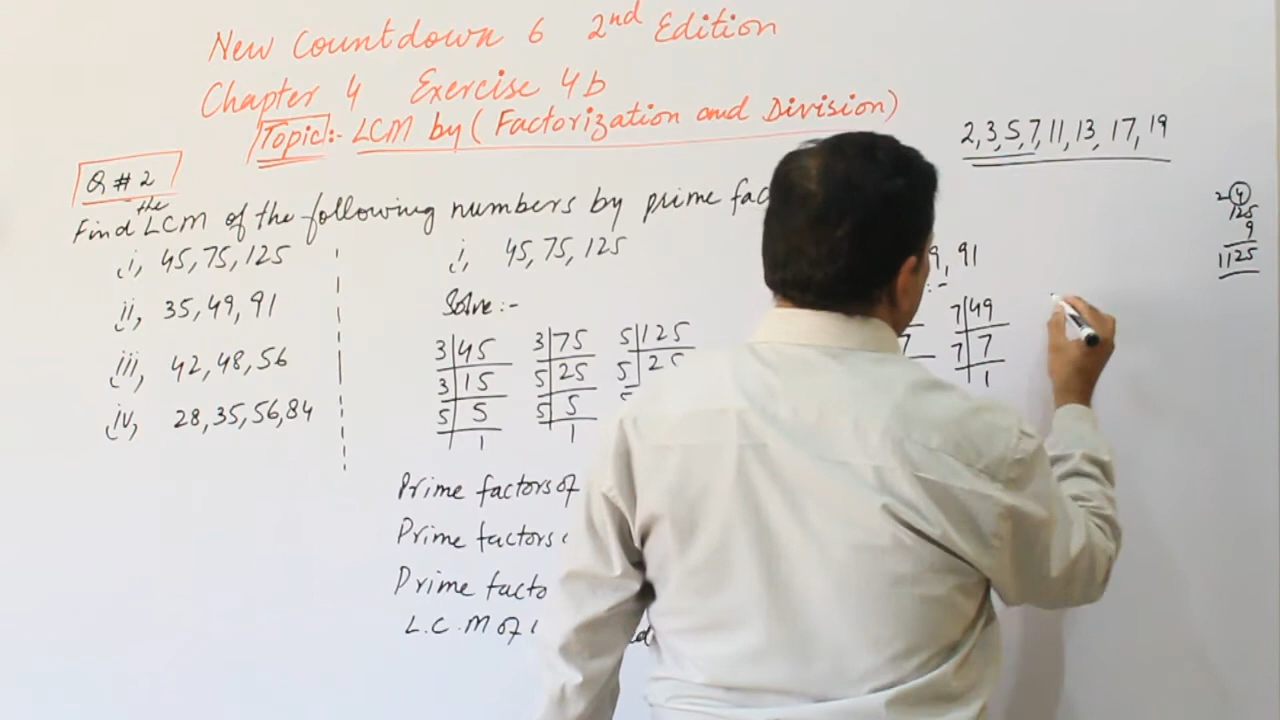 New Countdown 6 2nd Edition
Chapter 4 Exercise 4b
Topic:- LCM by (Factorization and Division)
2,3,5,7,11,13,17,19
Q # 2
Find the LCM of the following numbers by prime
i, 45,75,125
ii, 35,49,91
iii, 42,48,56
iv, 28,35,56,84
i, 45,75,125
Solve:-
3 45
3 15
5 5
1
3 75
5 25
5 5
1
5 125
5 25
Prime factors of
Prime factors
Prime
L.C.M of
9, 91
:-
7
7 49
7 7
1
2 4
125
9
1125